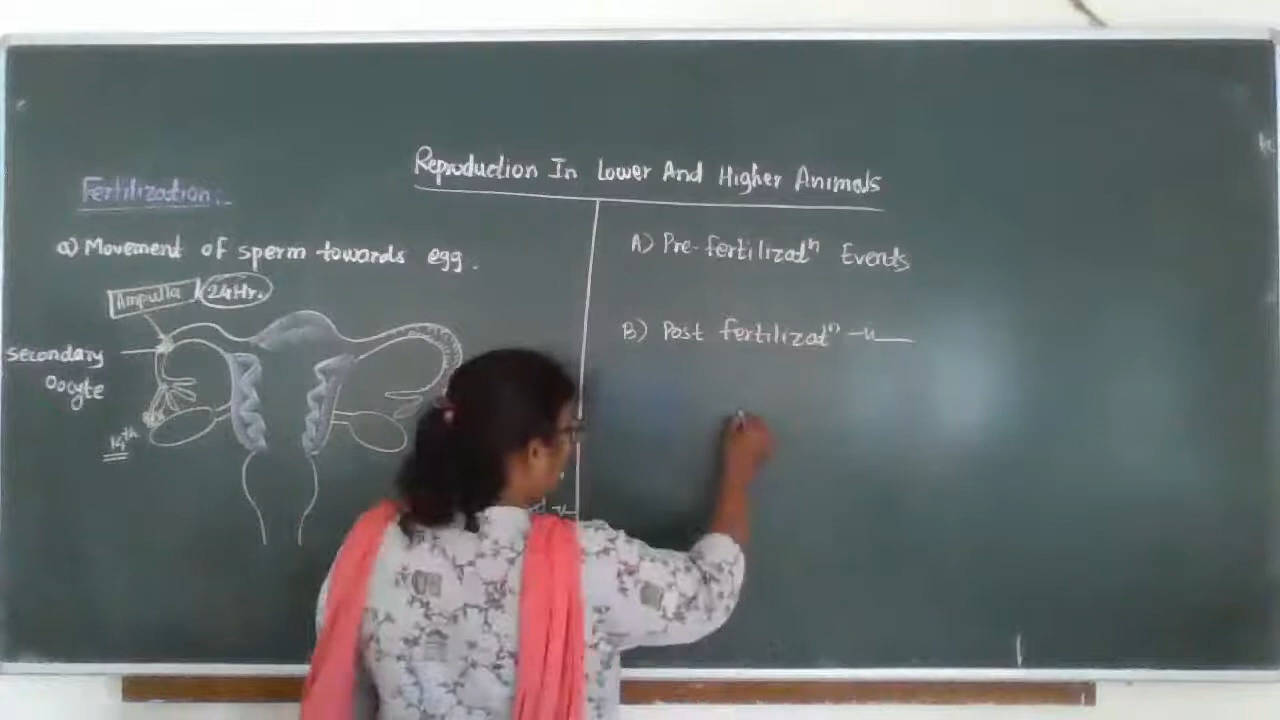 Reproduction In Lower And Higher Animals
Fertilization:
a) Movement of sperm towards egg.
Ampulla 24Hr.
secondary
Oocyte
14th
A) Pre-fertilizatn Events
B) Post fertilizatn —"—